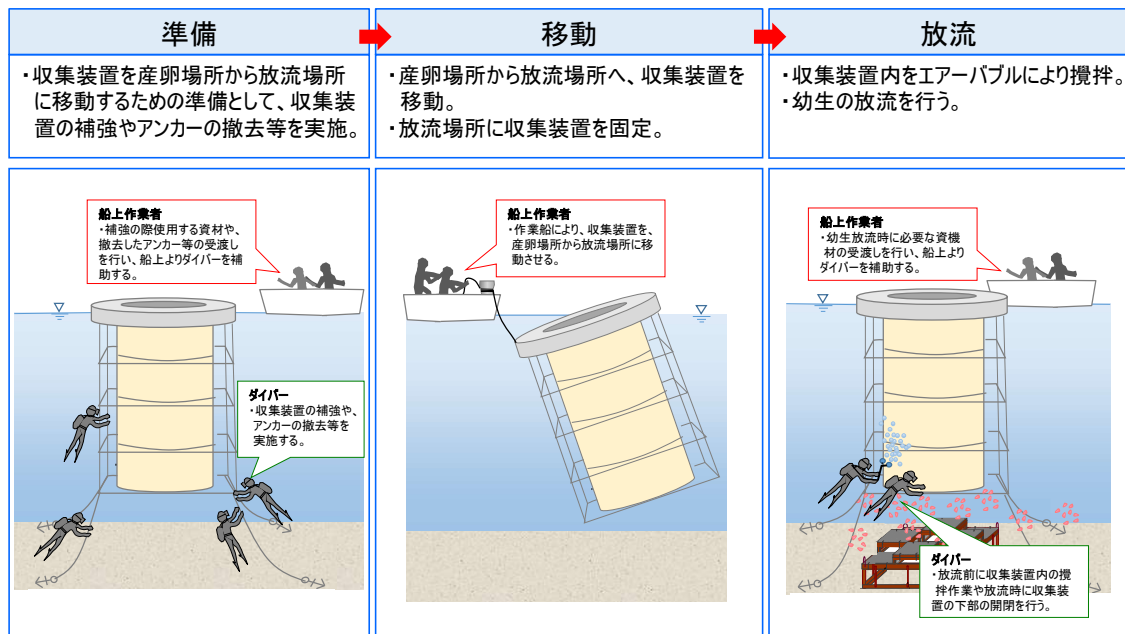 準備
・収集装置を産卵場所から放流場所
に移動するための準備として、収集装
置の補強やアンカーの撤去等を実施。
船上作業者
・補強の際使用する資材や、
撤去したアンカー等の受渡し
を行い、船上よりダイバーを補
助する。
ダイバー
・収集装置の補強や、
アンカーの撤去等を
実施する。
移動
・産卵場所から放流場所へ、収集装置を
移動。
・放流場所に収集装置を固定。
船上作業者
・作業船により、収集装置を、
産卵場所から放流場所に移
動させる。
放流
・収集装置内をエアーバブルにより攪拌。
・幼生の放流を行う。
船上作業者
・幼生放流時に必要な資機
材の受渡しを行い、船上より
ダイバーを補助する。
ダイバー
・放流前に収集装置内の攪
拌作業や放流時に収集装
置の下部の開閉を行う。